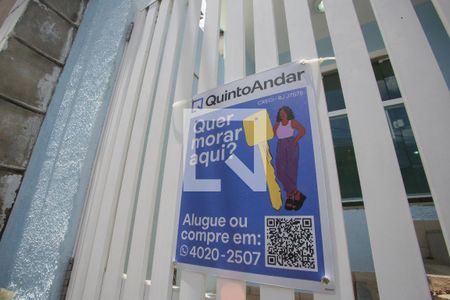 QuintoAndar
Quer
morar
aqui?
Alugue ou
compre em:
4020-2507